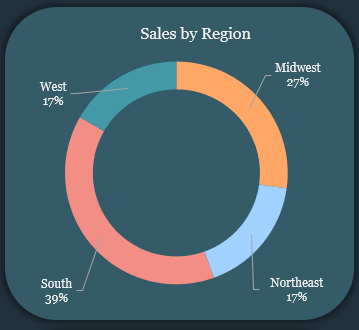 Sales by Region
Midwest
27%
West
17%
South
39%
Northeast
17%